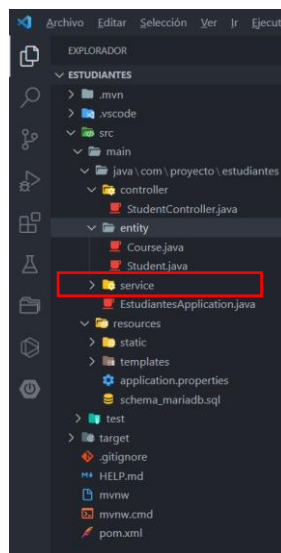 Archivo Editar Selección Ver Ir Ejecut
EXPLORADOR
ESTUDIANTES
.mvn
.vscode
src
main
java \ com \ proyecto \ estudiantes
controller
StudentController.java
entity
Course.java
Student.java
service
EstudiantesApplication.java
resources
static
templates
application.properties
schema_mariadb.sql
test
target
.gitignore
HELP.md
mvnw
mvnw.cmd
pom.xml